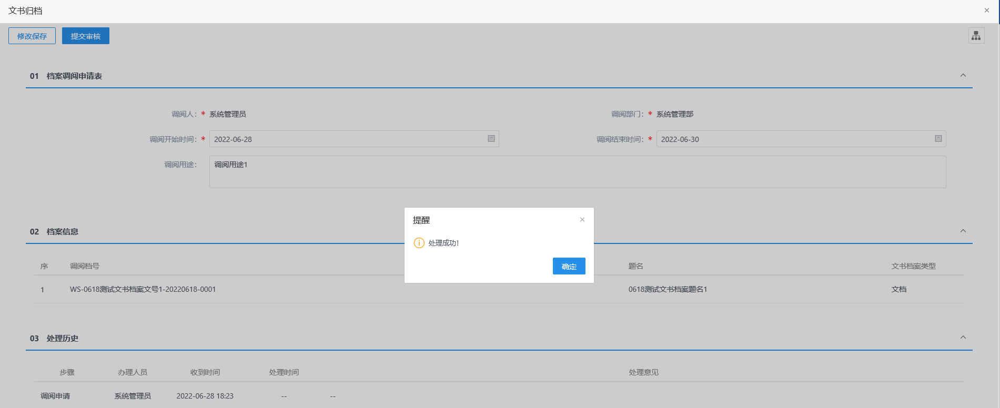 文书归档
修改保存 提交审核
01 档案调阅申请表
调阅人: * 系统管理员 调阅部门: * 系统管理部
调阅开始时间: * 2022-06-28 调阅结束时间: * 2022-06-30
调阅用途: 调阅用途1
提醒
处理成功!
确定
02 档案信息
序 调阅档号 题名 文书档案类型
1 WS-0618测试文书档案文号1-20220618-0001 0618测试文书档案题名1 文档
03 处理历史
步骤 办理人员 收到时间 处理时间 处理意见
调阅申请 系统管理员 2022-06-28 18:23 -- --